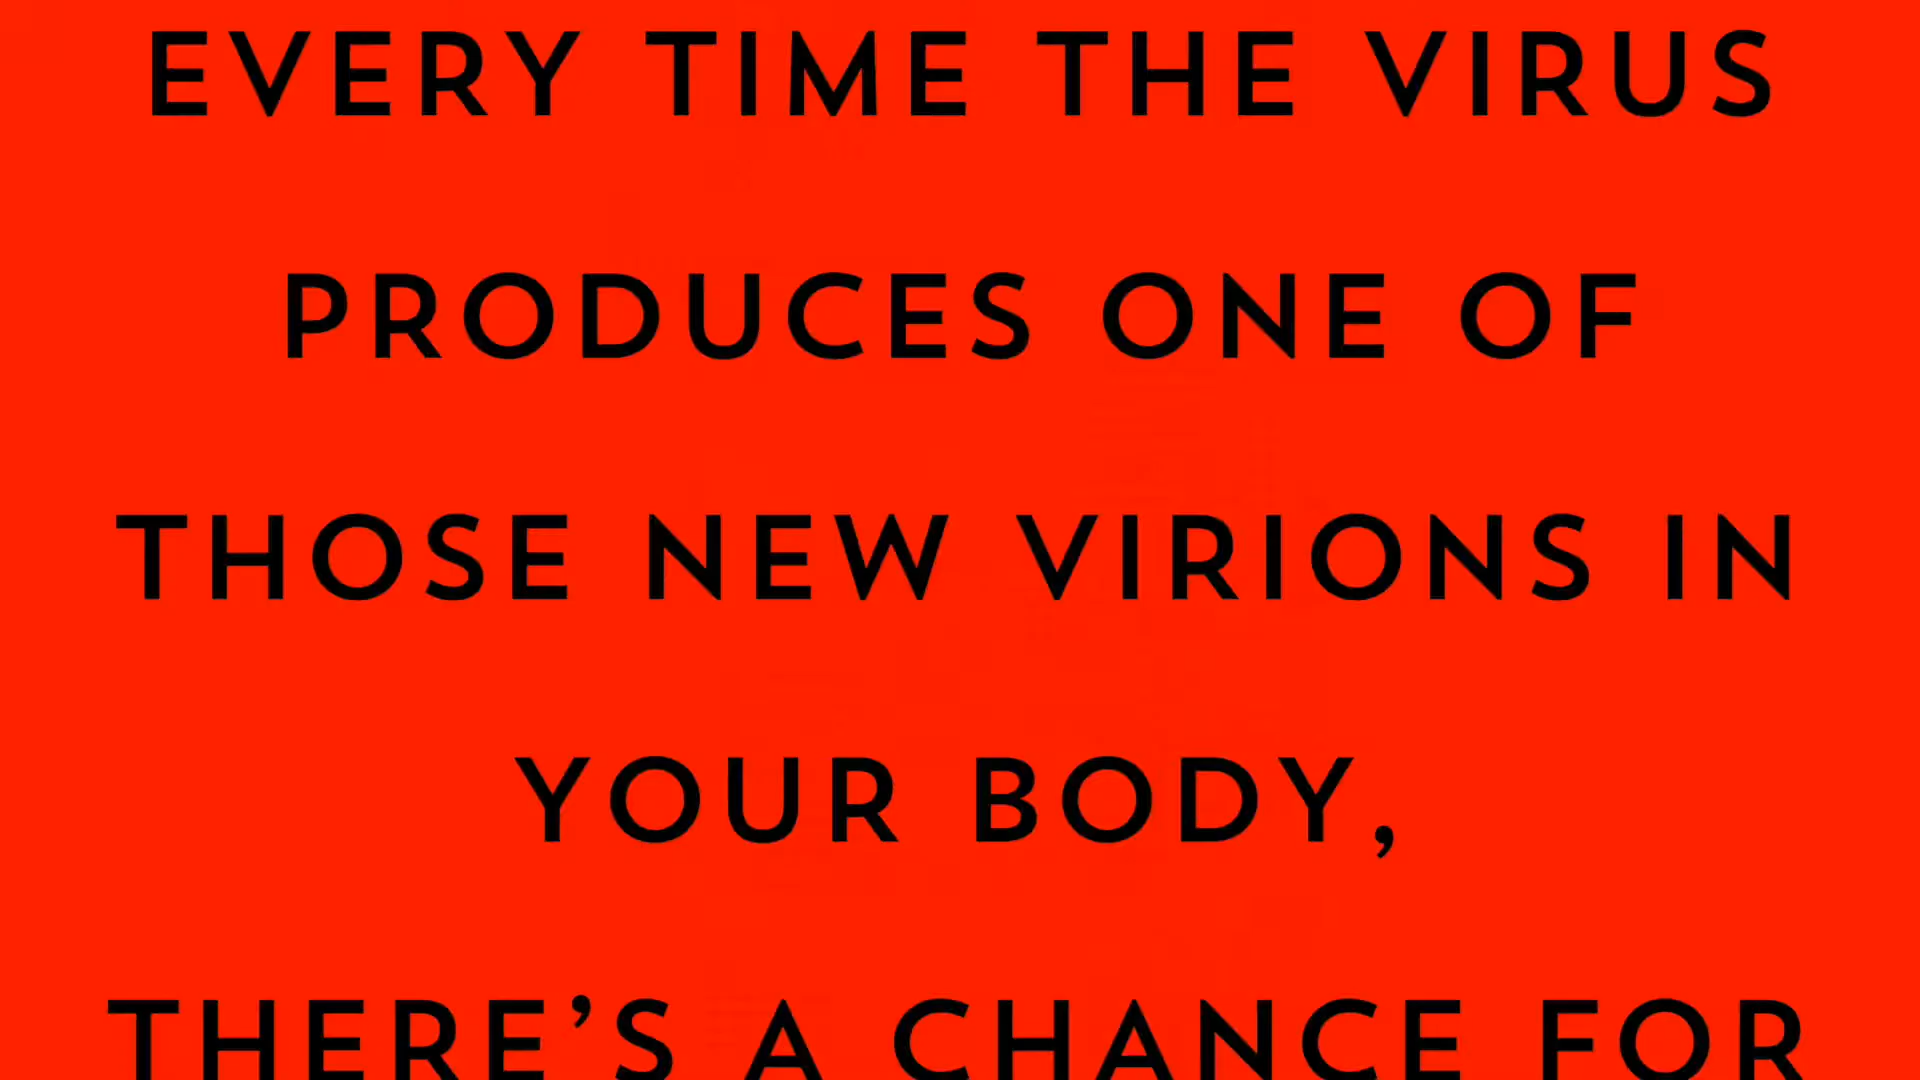 EVERY TIME THE VIRUS
PRODUCES ONE OF
THOSE NEW VIRIONS IN
YOUR BODY,
THERE’S A CHANCE FOR